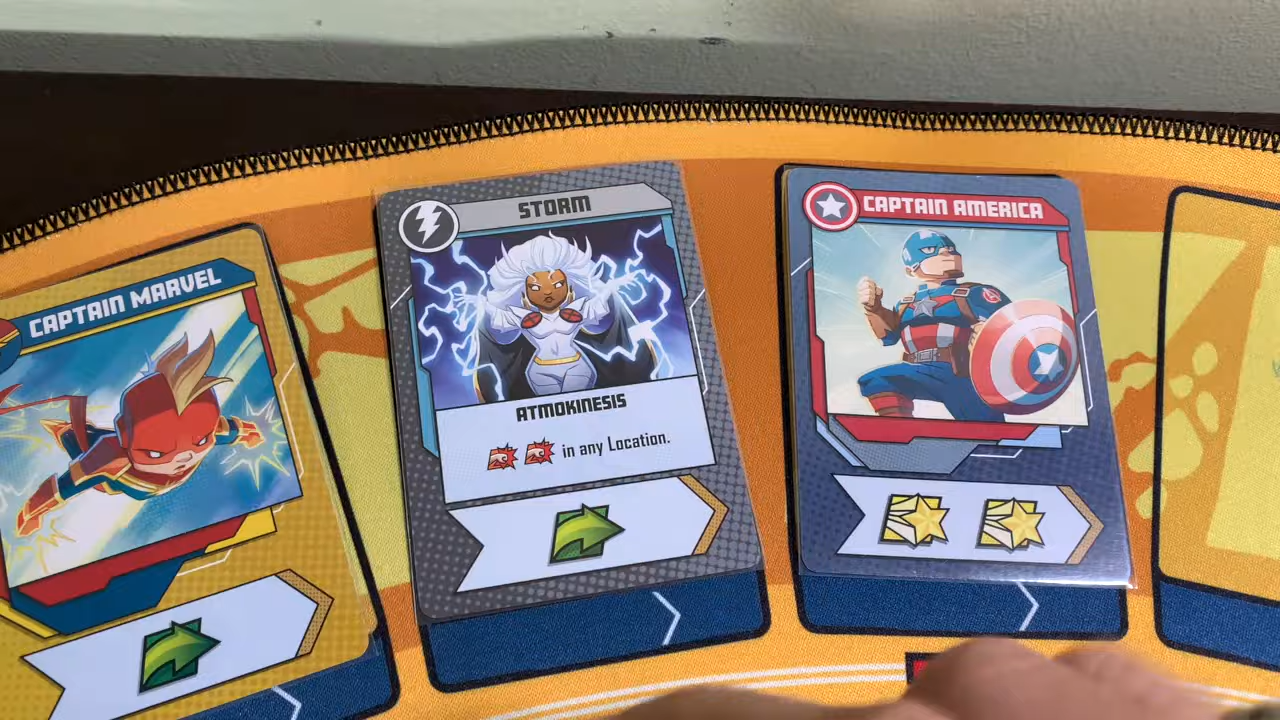 CAPTAIN MARVEL
STORM
ATMOKINESIS
in any Location.
CAPTAIN AMERICA